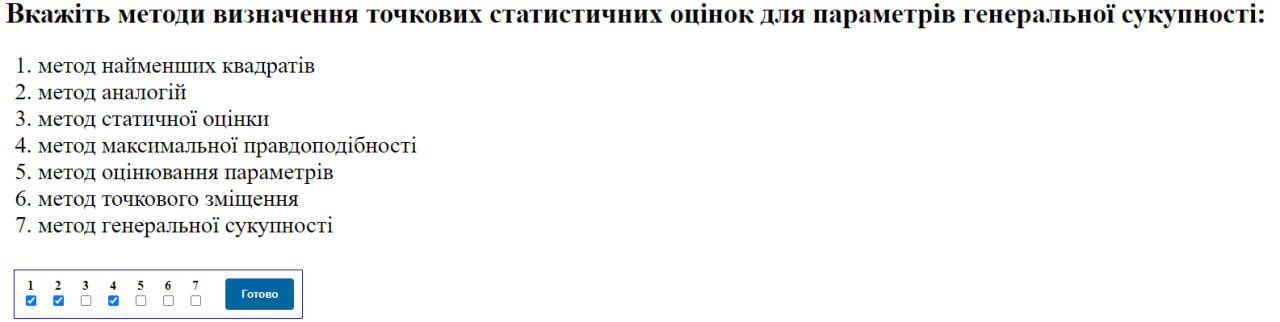 Вкажіть методи визначення точкових статистичних оцінок для параметрів генеральної сукупності:
1. метод найменших квадратів
2. метод аналогій
3. метод статичної оцінки
4. метод максимальної правдоподібності
5. метод оцінювання параметрів
6. метод точкового зміщення
7. метод генеральної сукупності
1 2 3 4 5 6 7
Готово